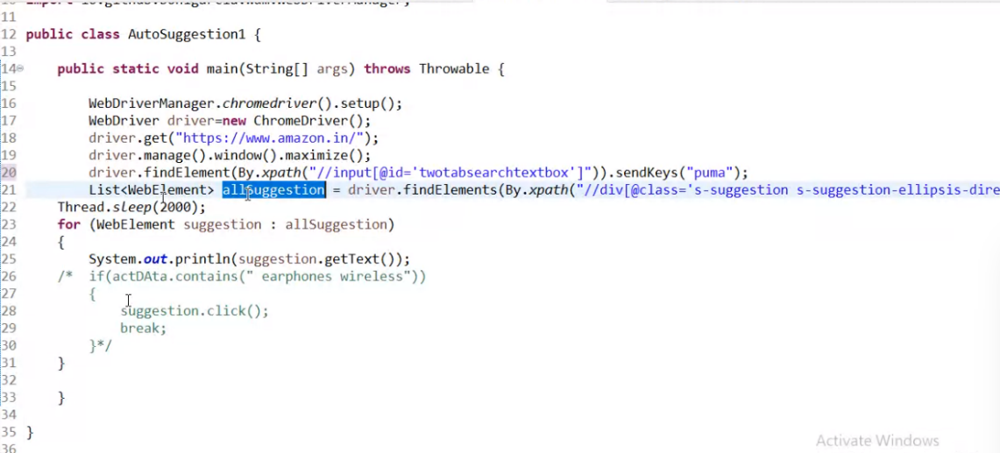 11
12 public class AutoSuggestion1 {
13
14 public static void main(String[] args) throws Throwable {
15
16 WebDriverManager.chromedriver().setup();
17 WebDriver driver=new ChromeDriver();
18 driver.get("https://www.amazon.in/");
19 driver.manage().window().maximize();
20 driver.findElement(By.xpath("//input[@id='twotabsearchtextbox']")).sendKeys("puma");
21 List<WebElement> allSuggestion = driver.findElements(By.xpath("//div[@class='s-suggestion s-suggestion-ellipsis-dire
22 Thread.sleep(2000);
23 for (WebElement suggestion : allSuggestion)
24 {
25 System.out.println(suggestion.getText());
26 /* if(actDAta.contains(" earphones wireless"))
27 {
28 suggestion.click();
29 break;
30 }*/
31 }
32
33 }
34
35 }
36
Activate Windows